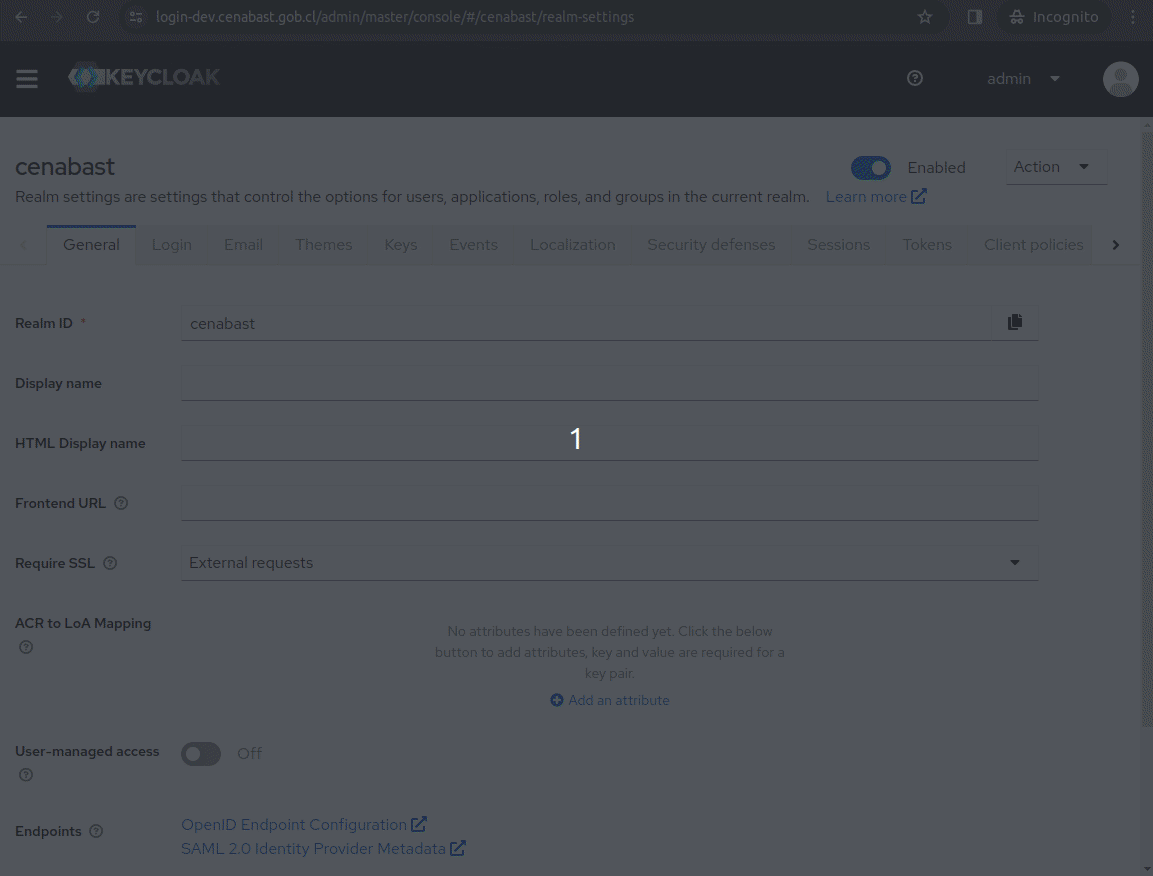 login-dev.cenabast.gob.cl/admin/master/console/#/cenabast/realm-settings
Incognito
KEYCLOAK
admin
cenabast
Enabled
Action
Realm settings are settings that control the options for users, applications, roles, and groups in the current realm. Learn more
General Login Email Themes Keys Events Localization Security defenses Sessions Tokens Client policies
Realm ID *
cenabast
Display name
HTML Display name
1
Frontend URL
Require SSL
External requests
ACR to LoA Mapping
No attributes have been defined yet. Click the below
button to add attributes, key and value are required for a
key pair.
Add an attribute
User-managed access
Off
Endpoints
OpenID Endpoint Configuration
SAML 2.0 Identity Provider Metadata